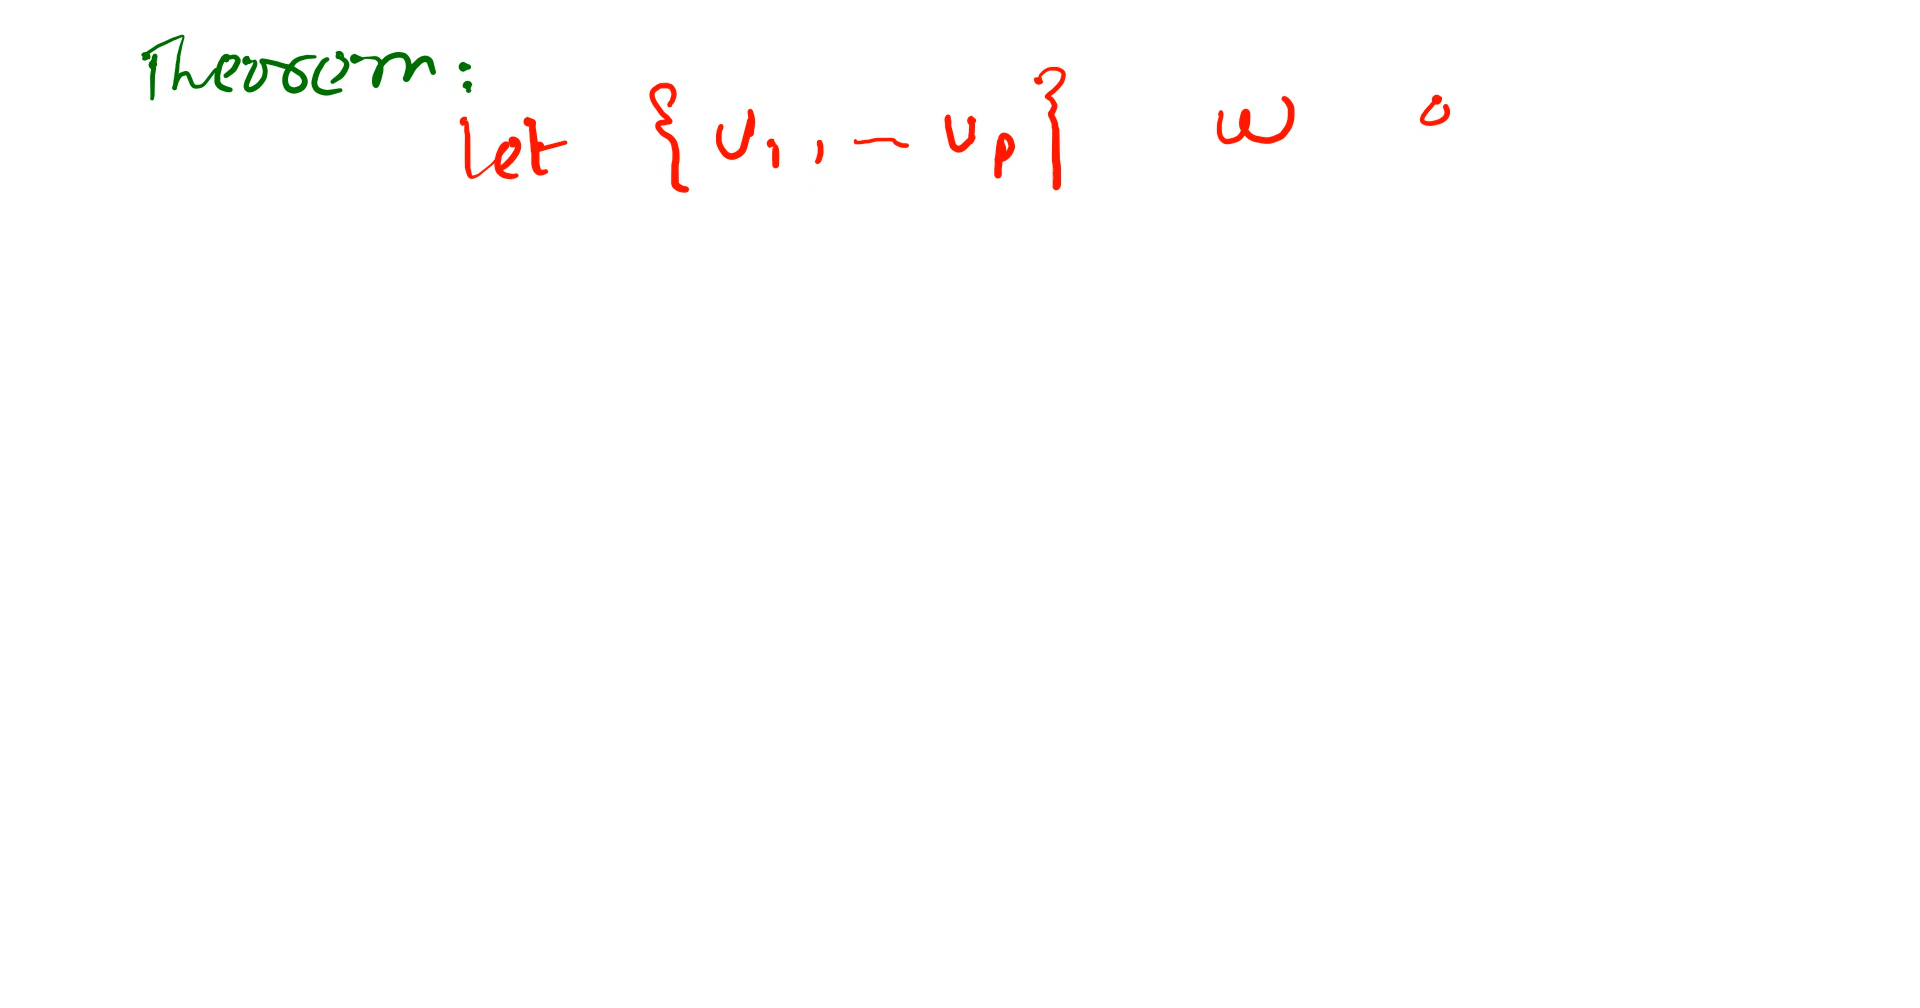 Theorem:
let { v1, - vp } w o